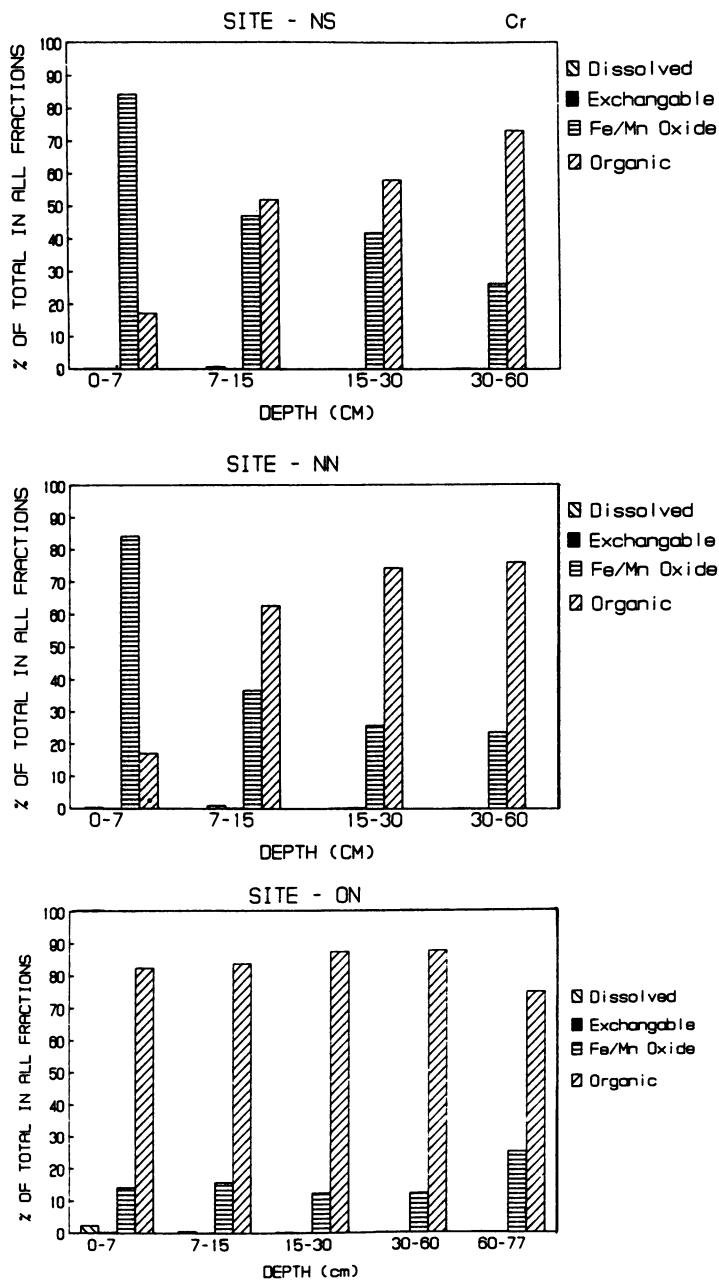 SITE - NS Cr
% OF TOTAL IN ALL FRACTIONS
100
90
80
70
60
50
40
30
20
10
0
0-7 7-15 15-30 30-60
DEPTH (CM)
Dissolved
Exchangable
Fe/Mn Oxide
Organic
SITE - NN
% OF TOTAL IN ALL FRACTIONS
100
90
80
70
60
50
40
30
20
10
0
0-7 7-15 15-30 30-60
DEPTH (CM)
Dissolved
Exchangable
Fe/Mn Oxide
Organic
SITE - ON
% OF TOTAL IN ALL FRACTIONS
100
90
80
70
60
50
40
30
20
10
0
0-7 7-15 15-30 30-60 60-77
DEPTH (cm)
Dissolved
Exchangable
Fe/Mn Oxide
Organic